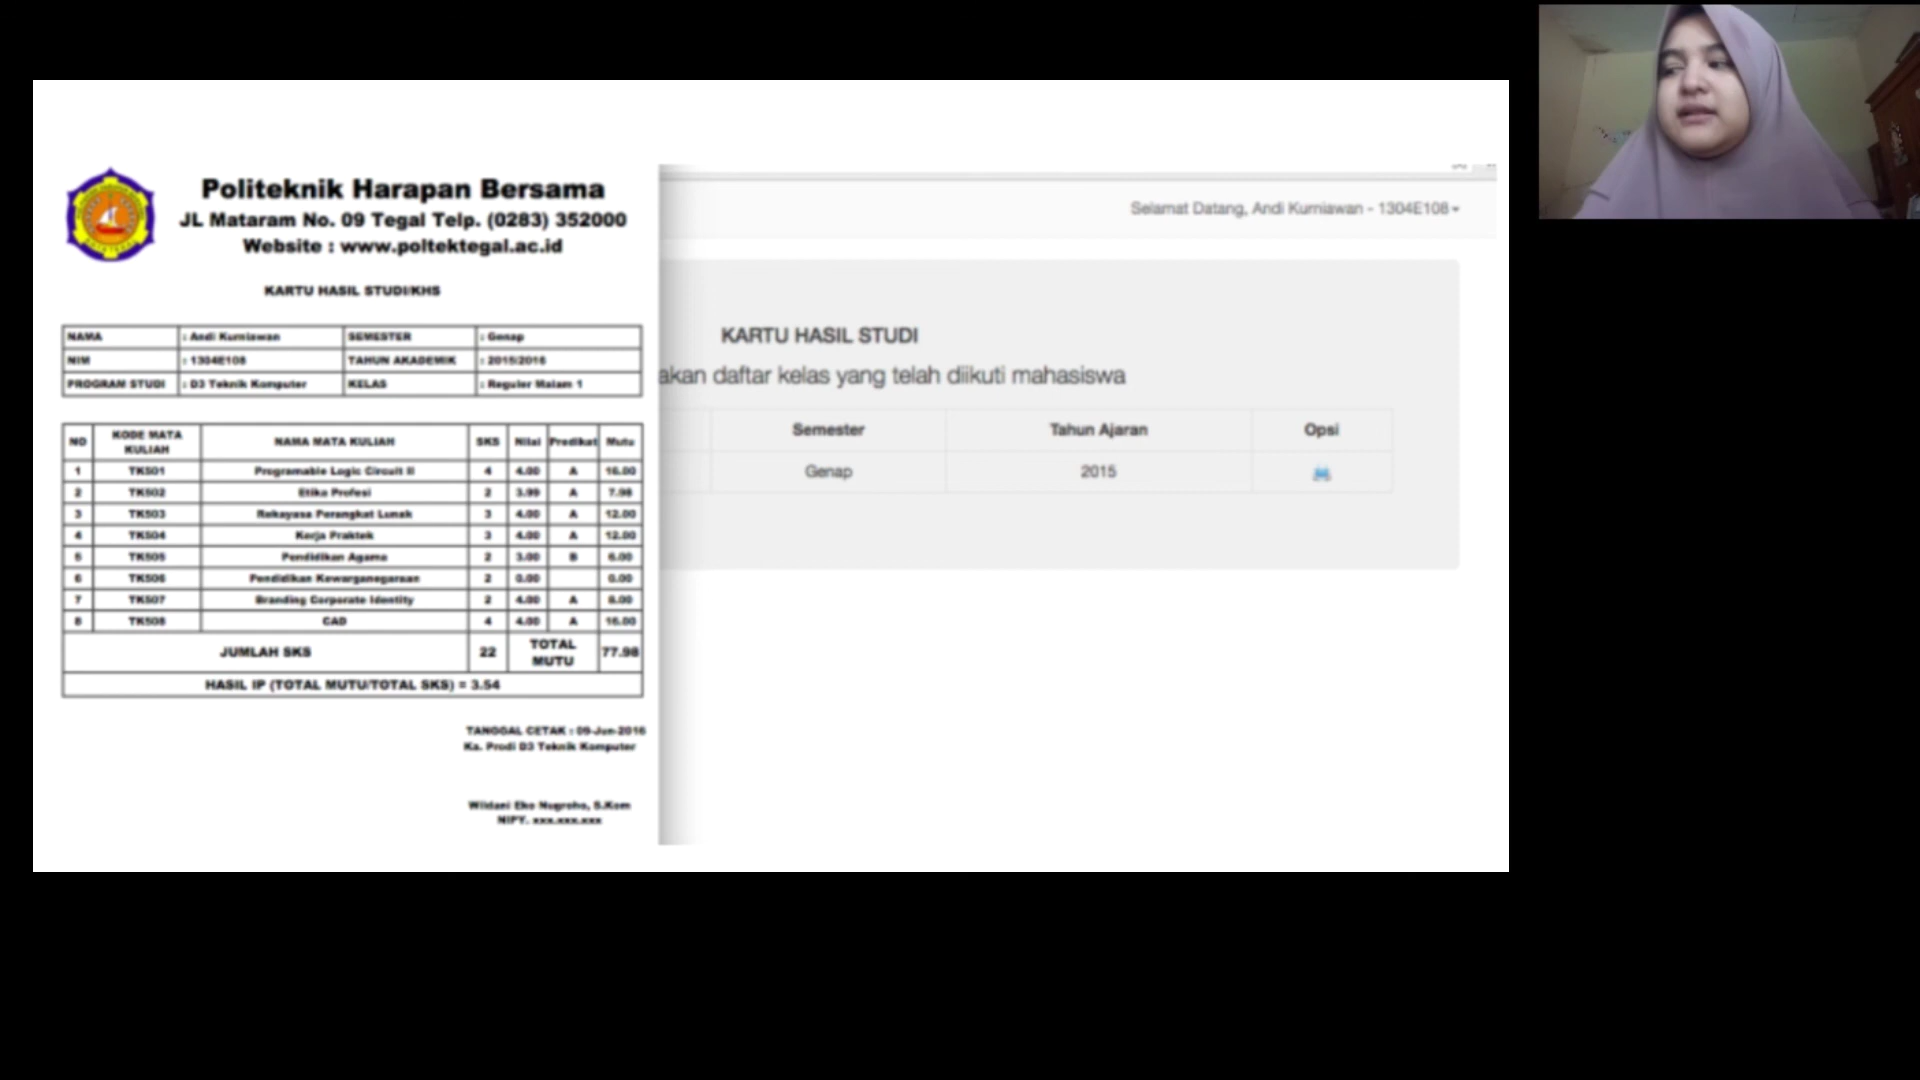 Politeknik Harapan Bersama
JL Mataram No. 09 Tegal Telp. (0283) 352000
Website : www.poltektegal.ac.id
KARTU HASIL STUDI/KHS
NAMA : Andi Kurniawan SEMESTER : Genap
NIM : 1304E108 TAHUN AKADEMIK : 2015/2016
PROGRAM STUDI : D3 Teknik Komputer KELAS : Reguler Malam 1
NO KODE MATA KULIAH NAMA MATA KULIAH SKS Nilai Predikat Mutu
1 TK501 Programable Logic Circuit II 4 4.00 A 16.00
2 TK502 Etika Profesi 2 3.99 A 7.98
3 TK503 Rekayasa Perangkat Lunak 3 4.00 A 12.00
4 TK504 Kerja Praktek 3 4.00 A 12.00
5 TK505 Pendidikan Agama 2 3.00 B 6.00
6 TK506 Pendidikan Kewarganegaraan 2 0.00 0.00
7 TK507 Branding Corporate Identity 2 4.00 A 8.00
8 TK508 CAD 4 4.00 A 16.00
JUMLAH SKS 22 TOTAL MUTU 77.98
HASIL IP (TOTAL MUTU/TOTAL SKS) = 3.54
TANGGAL CETAK : 09-Jun-2016
Ka. Prodi D3 Teknik Komputer
Wildani Eko Nugroho, S.Kom
NIPY. xxx.xxx.xxx
Selamat Datang, Andi Kurniawan - 1304E108
KARTU HASIL STUDI
akan daftar kelas yang telah diikuti mahasiswa
Semester Tahun Ajaran Opsi
Genap 2015